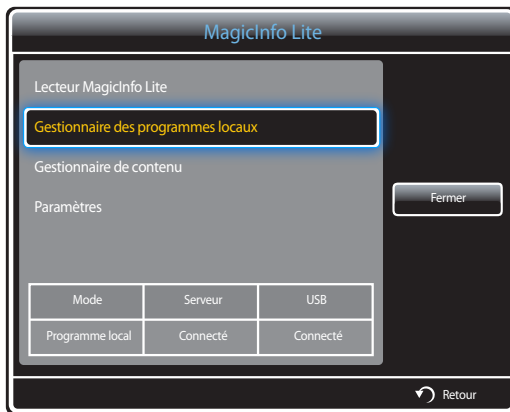 MagicInfo Lite
Lecteur MagicInfo Lite
Gestionnaire des programmes locaux
Gestionnaire de contenu
Paramètres
Fermer
Mode Serveur USB
Programme local Connecté Connecté
Retour